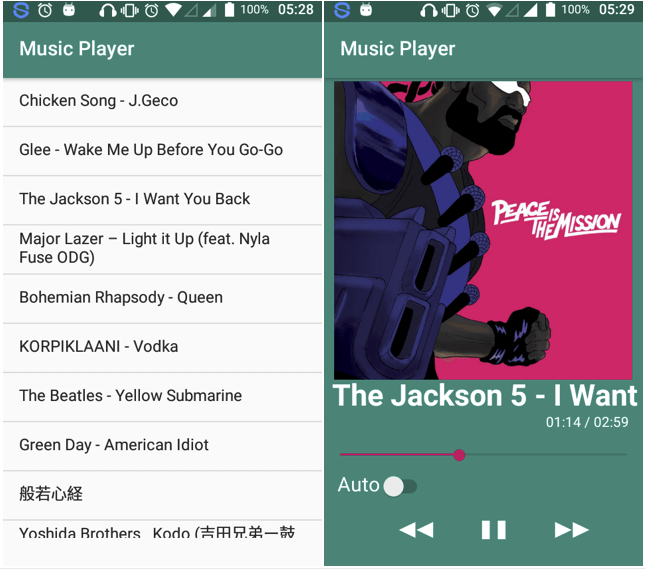 100% 05:28
Music Player
Chicken Song - J.Geco
Glee - Wake Me Up Before You Go-Go
The Jackson 5 - I Want You Back
Major Lazer – Light it Up (feat. Nyla
Fuse ODG)
Bohemian Rhapsody - Queen
KORPIKLAANI - Vodka
The Beatles - Yellow Submarine
Green Day - American Idiot
般若心経
Yoshida Brothers Kodo (吉田兄弟一鼓
100% 05:29
Music Player
PEACE IS
THE MISSION
The Jackson 5 - I Want
01:14 / 02:59
Auto